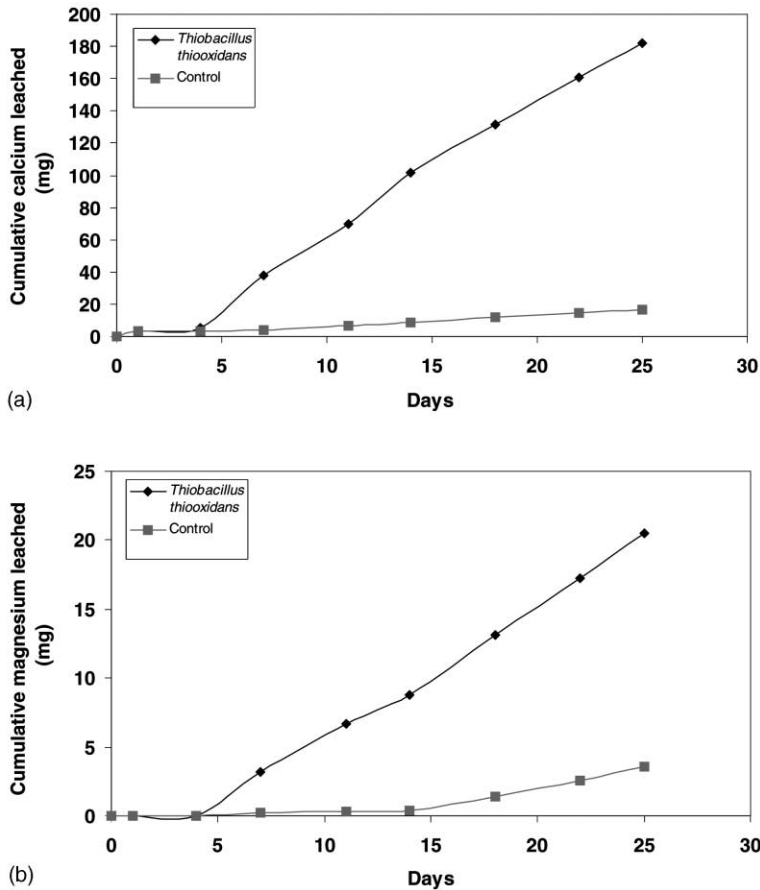 200
180
160
140
120
100
80
60
40
20
0
Cumulative calcium leached
(mg)
Thiobacillus
thiooxidans
Control
0 5 10 15 20 25 30
Days
(a)
25
20
15
10
5
0
Cumulative magnesium leached
(mg)
Thiobacillus
thiooxidans
Control
0 5 10 15 20 25 30
Days
(b)